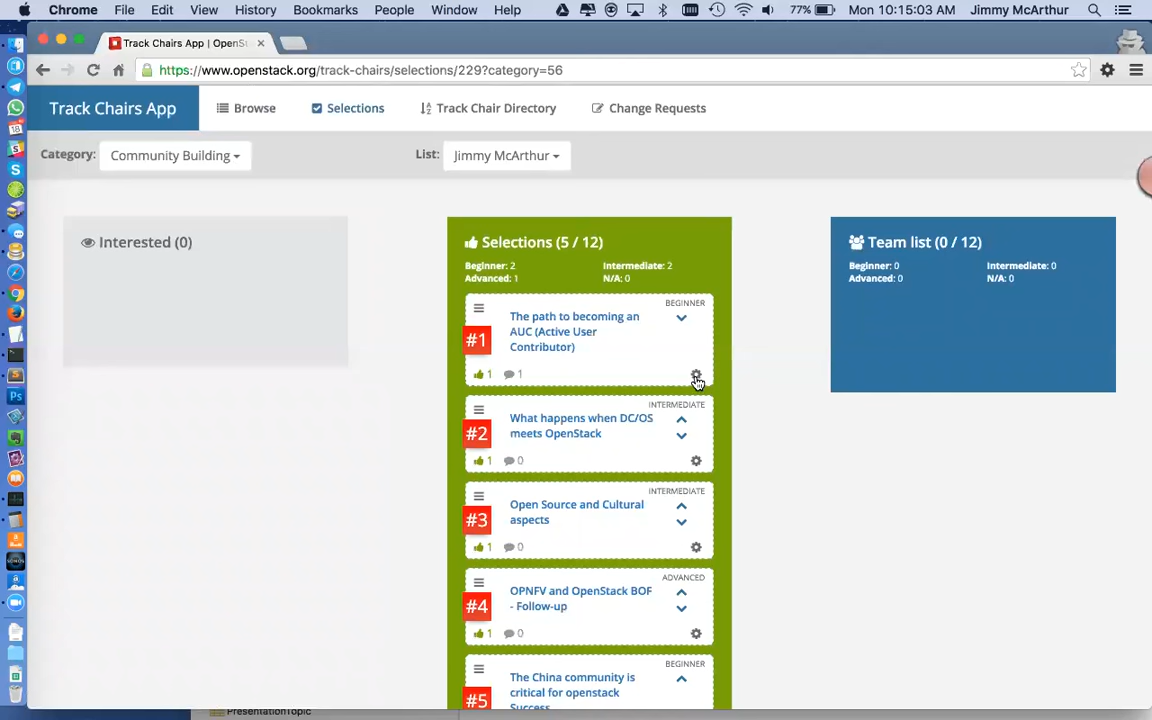 Chrome File Edit View History Bookmarks People Window Help 77% Mon 10:15:03 AM Jimmy McArthur
Track Chairs App | OpenSt
https://www.openstack.org/track-chairs/selections/229?category=56
Track Chairs App Browse Selections Track Chair Directory Change Requests
Category: Community Building List: Jimmy McArthur
Interested (0)
Selections (5 / 12)
Beginner: 2 Intermediate: 2
Advanced: 1 N/A: 0
BEGINNER
The path to becoming an
AUC (Active User
Contributor)
#1
1 1
INTERMEDIATE
What happens when DC/OS
meets OpenStack
#2
1 0
INTERMEDIATE
Open Source and Cultural
aspects
#3
1 0
ADVANCED
OPNFV and OpenStack BOF
- Follow-up
#4
1 0
BEGINNER
The China community is
critical for openstack
Success
#5
Team list (0 / 12)
Beginner: 0 Intermediate: 0
Advanced: 0 N/A: 0
PresentationTopic